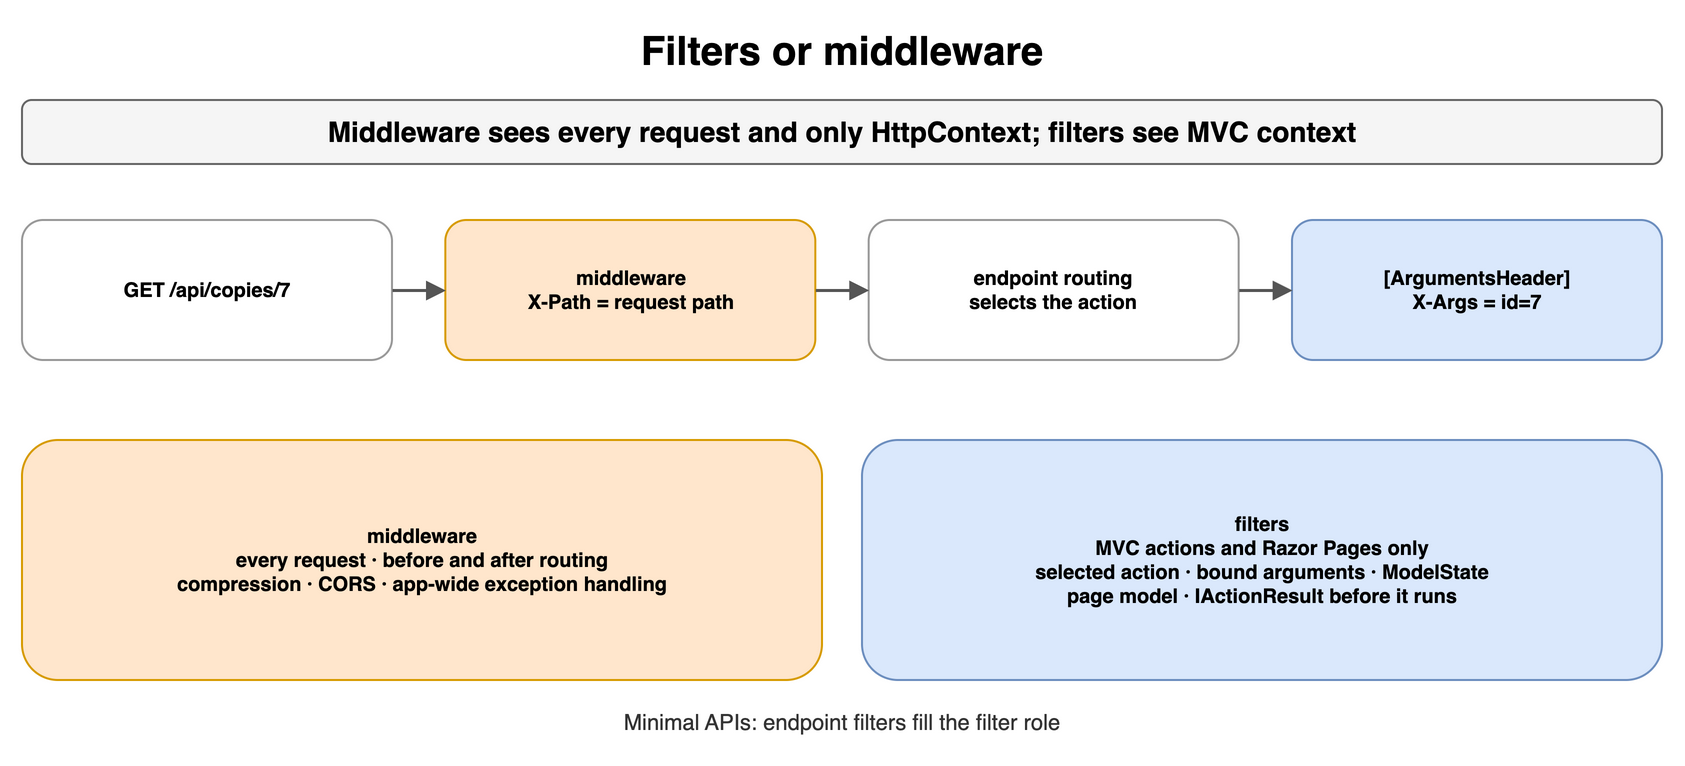 Filters or middleware
Middleware sees every request and only HttpContext; filters see MVC context
GET /api/copies/7
middleware
X-Path = request path
endpoint routing
selects the action
[ArgumentsHeader]
X-Args = id=7
middleware
every request · before and after routing
compression · CORS · app-wide exception handling
filters
MVC actions and Razor Pages only
selected action · bound arguments · ModelState
page model · IActionResult before it runs
Minimal APIs: endpoint filters fill the filter role